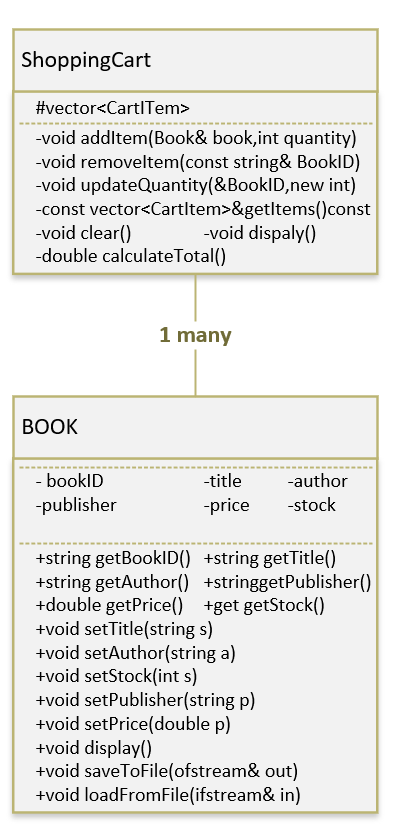 ShoppingCart
#vector<CartITem>
-void addItem(Book& book,int quantity)
-void removeItem(const string& BookID)
-void updateQuantity(&BookID,new int)
-const vector<CartItem>&getItems()const
-void clear() -void dispaly()
-double calculateTotal()
1 many
BOOK
- bookID -title -author
-publisher -price -stock
+string getBookID() +string getTitle()
+string getAuthor() +stringgetPublisher()
+double getPrice() +get getStock()
+void setTitle(string s)
+void setAuthor(string a)
+void setStock(int s)
+void setPublisher(string p)
+void setPrice(double p)
+void display()
+void saveToFile(ofstream& out)
+void loadFromFile(ifstream& in)